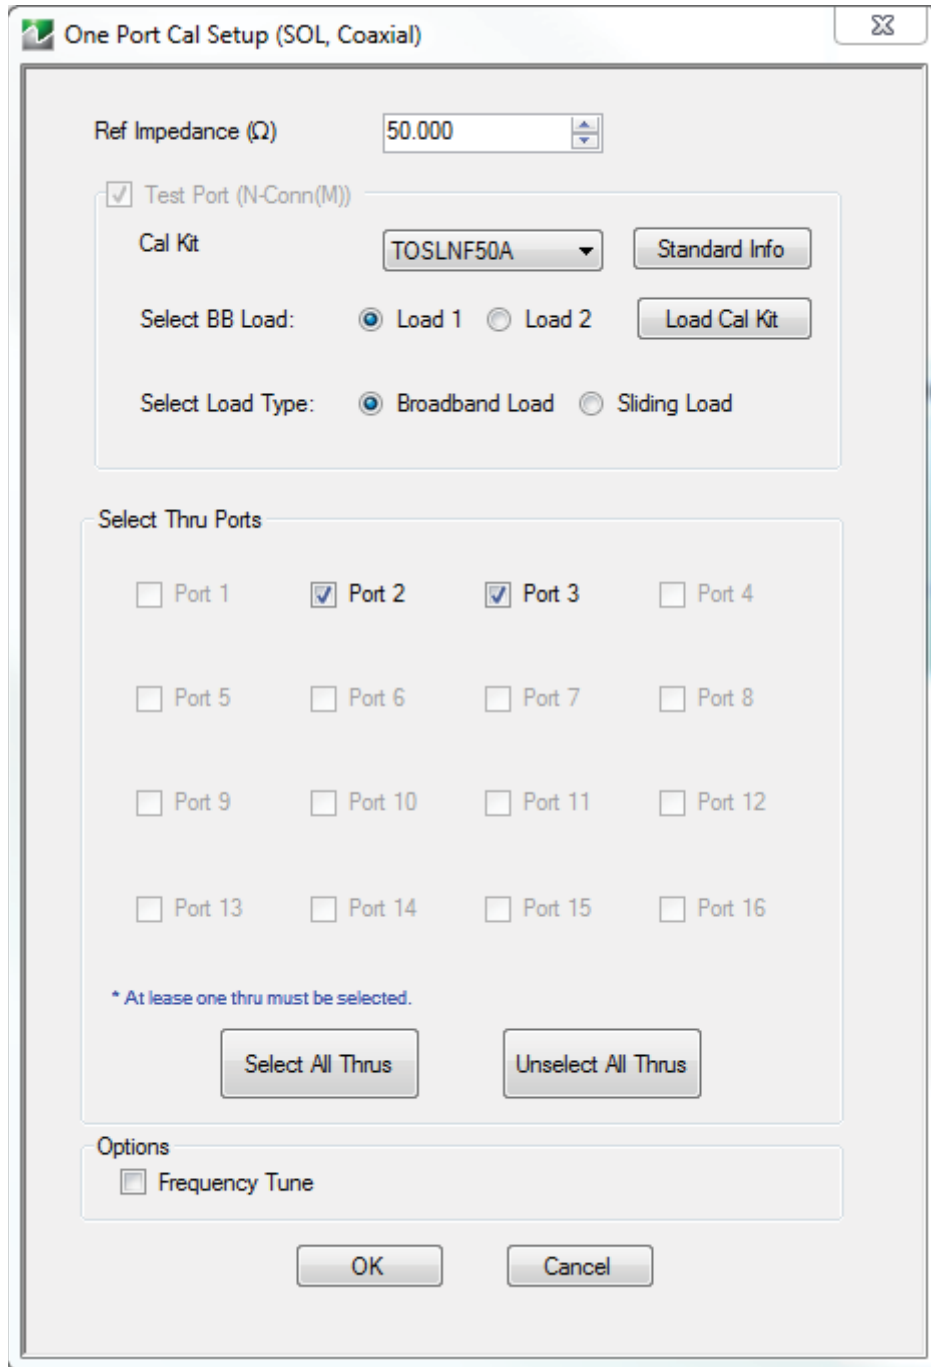 One Port Cal Setup (SOL, Coaxial)
Ref Impedance (Ω) 50.000
Test Port (N-Conn(M))
Cal Kit TOSLNF50A Standard Info
Select BB Load: Load 1 Load 2 Load Cal Kit
Select Load Type: Broadband Load Sliding Load
Select Thru Ports
Port 1 Port 2 Port 3 Port 4
Port 5 Port 6 Port 7 Port 8
Port 9 Port 10 Port 11 Port 12
Port 13 Port 14 Port 15 Port 16
* At lease one thru must be selected.
Select All Thrus Unselect All Thrus
Options
Frequency Tune
OK Cancel